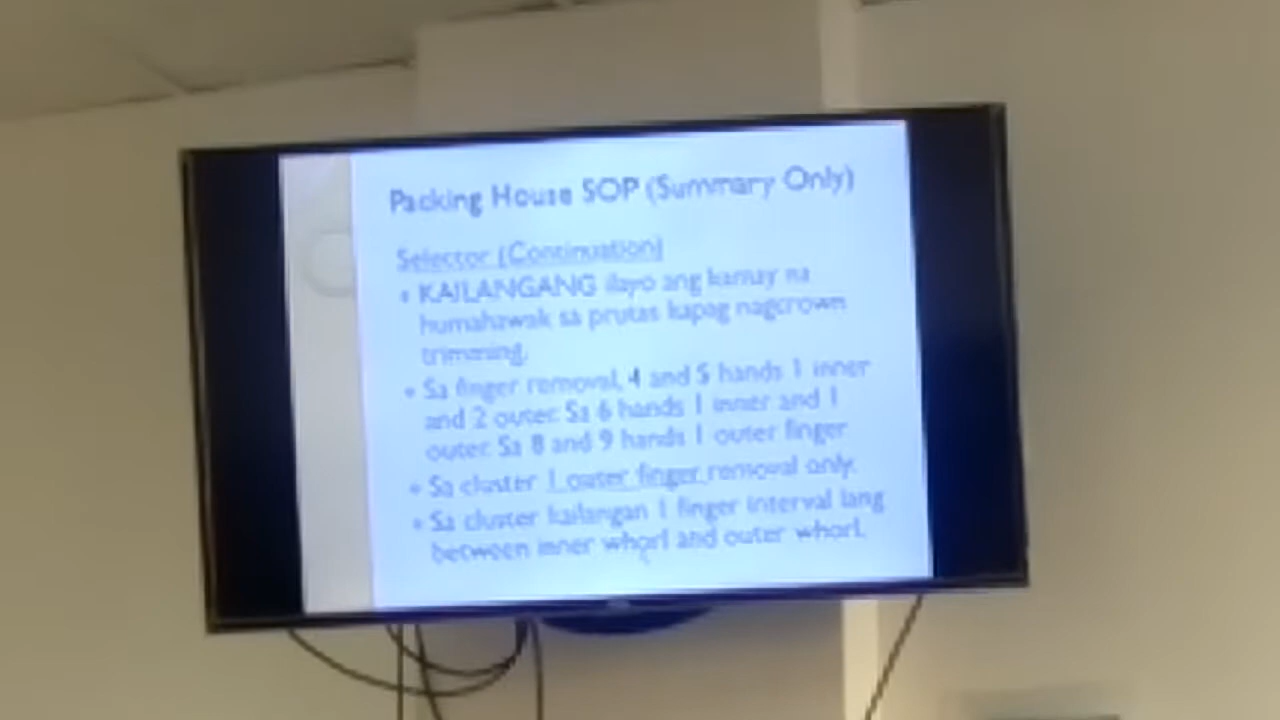 Packing House SOP (Summary Only)
Selector (Continuation)
• KAILANGANG ilayo ang kamay na
humahawak sa prutas kapag nagcrown
trimming.
• Sa finger removal, 4 and 5 hands 1 inner
and 2 outer. Sa 6 hands 1 inner and 1
outer. Sa 8 and 9 hands 1 outer finger
• Sa cluster 1 outer finger removal only.
• Sa cluster kailangan 1 finger interval lang
between inner whorl and outer whorl.